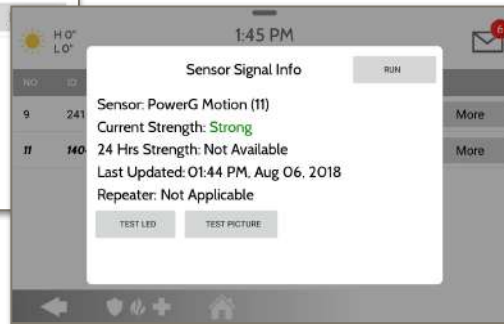 H 0°
L 0°
1:45 PM
6
NO ID
Sensor Signal Info
RUN
9 241
More
Sensor: PowerG Motion (11)
Current Strength: Strong
11 140
More
24 Hrs Strength: Not Available
Last Updated: 01:44 PM, Aug 06, 2018
Repeater: Not Applicable
TEST LED TEST PICTURE